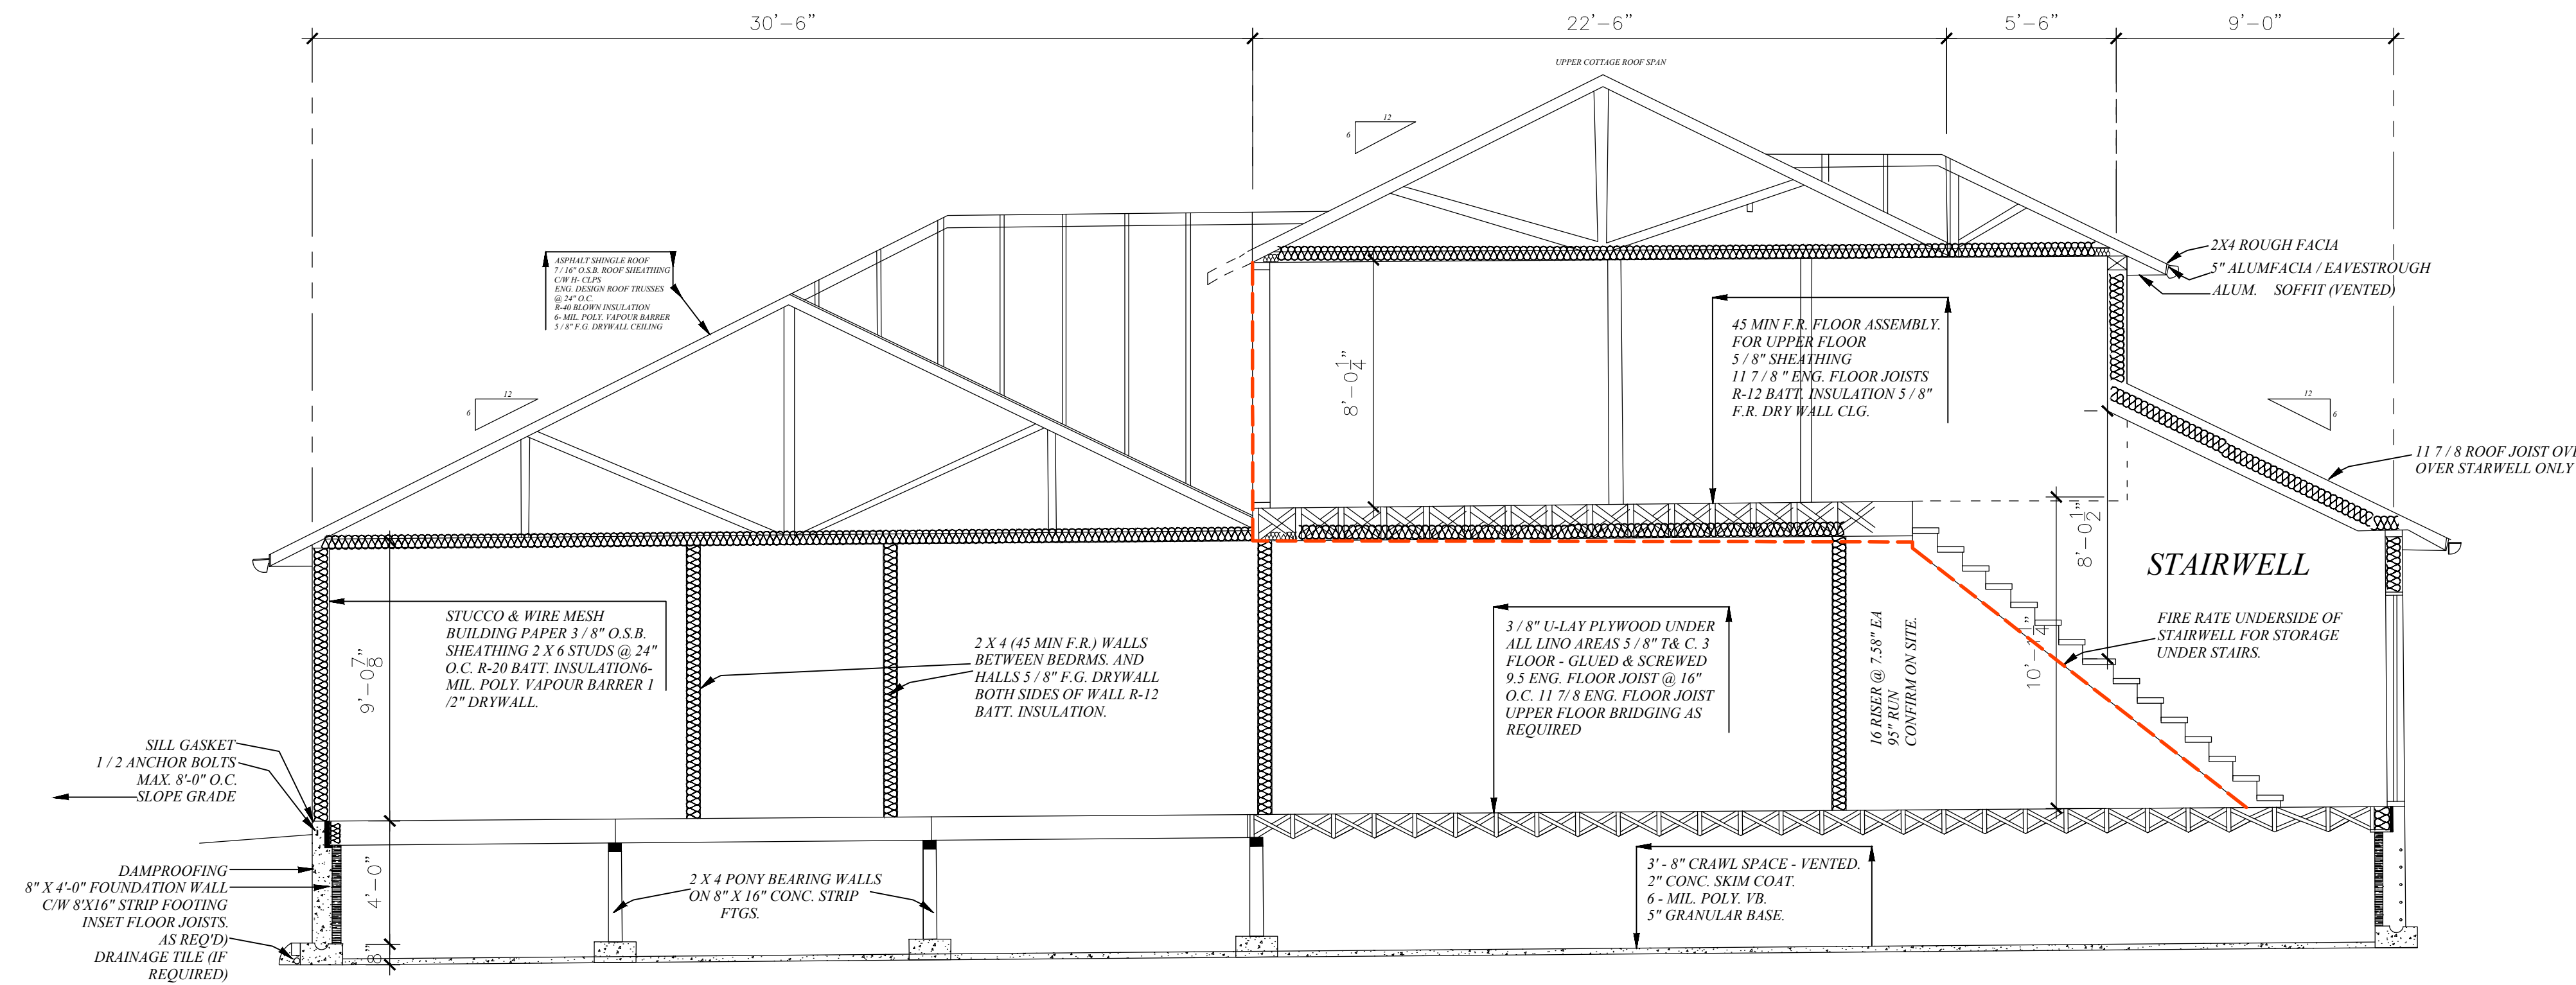 30'-6"
22'-6"
5'-6"
9'-0"
UPPER COTTAGE ROOF SPAN
12
6
ASPHALT SHINGLE ROOF
7 / 16" O.S.B. ROOF SHEATHING
C/W H- CLPS
ENG. DESIGN ROOF TRUSSES
@ 24" O.C.
R-40 BLOWN INSULATION
6- MIL. POLY. VAPOUR BARRER
5 / 8" F.G. DRYWALL CEILING
2X4 ROUGH FACIA
5" ALUMFACIA / EAVESTROUGH
ALUM. SOFFIT (VENTED)
45 MIN F.R. FLOOR ASSEMBLY.
FOR UPPER FLOOR
5 / 8" SHEATHING
11 7 / 8 " ENG. FLOOR JOISTS
R-12 BATT. INSULATION 5 / 8"
F.R. DRY WALL CLG.
8'-0 1/4"
12
6
12
6
11 7 / 8 ROOF JOIST OVE
OVER STARWELL ONLY
8'-0 1/2"
STAIRWELL
STUCCO & WIRE MESH
BUILDING PAPER 3 / 8" O.S.B.
SHEATHING 2 X 6 STUDS @ 24"
O.C. R-20 BATT. INSULATION6-
MIL. POLY. VAPOUR BARRER 1
/2" DRYWALL.
9'-0 7/8"
2 X 4 (45 MIN F.R.) WALLS
BETWEEN BEDRMS. AND
HALLS 5 / 8" F.G. DRYWALL
BOTH SIDES OF WALL R-12
BATT. INSULATION.
3 / 8" U-LAY PLYWOOD UNDER
ALL LINO AREAS 5 / 8" T& C. 3
FLOOR - GLUED & SCREWED
9.5 ENG. FLOOR JOIST @ 16"
O.C. 11 7/ 8 ENG. FLOOR JOIST
UPPER FLOOR BRIDGING AS
REQUIRED
16 RISER @ 7.58" EA
95" RUN
CONFIRM ON SITE.
FIRE RATE UNDERSIDE OF
STAIRWELL FOR STORAGE
UNDER STAIRS.
SILL GASKET
1 / 2 ANCHOR BOLTS
MAX. 8'-0" O.C.
SLOPE GRADE
DAMPROOFING
8" X 4'-0" FOUNDATION WALL
C/W 8'X16" STRIP FOOTING
INSET FLOOR JOISTS.
AS REQ'D)
DRAINAGE TILE (IF
REQUIRED)
4'-0"
8"
2 X 4 PONY BEARING WALLS
ON 8" X 16" CONC. STRIP
FTGS.
3' - 8" CRAWL SPACE - VENTED.
2" CONC. SKIM COAT.
6 - MIL. POLY. VB.
5" GRANULAR BASE.